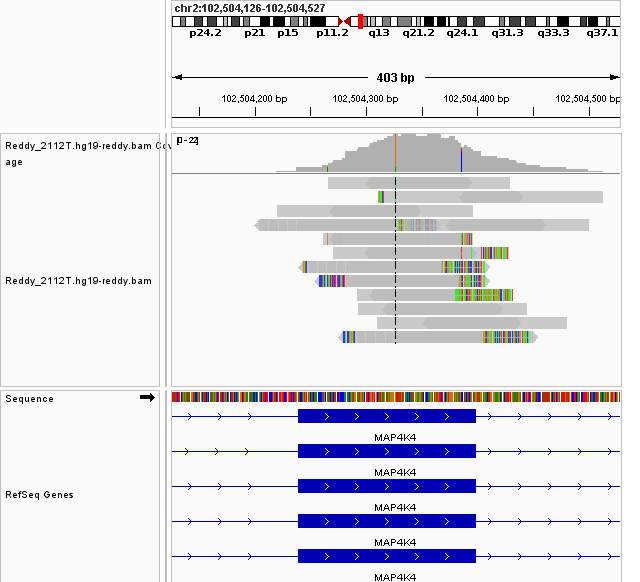 chr2:102,504,126-102,504,527
p24.2 p21 p15 p11.2 q13 q21.2 q24.1 q31.3 q33.3 q37.1
403 bp
102,504,200 bp 102,504,300 bp 102,504,400 bp 102,504,500 bp
Reddy_2112T.hg19-reddy.bam Cov
age
[0-22]
Reddy_2112T.hg19-reddy.bam
Sequence
MAP4K4
MAP4K4
RefSeq Genes
MAP4K4
MAP4K4
MAP4K4